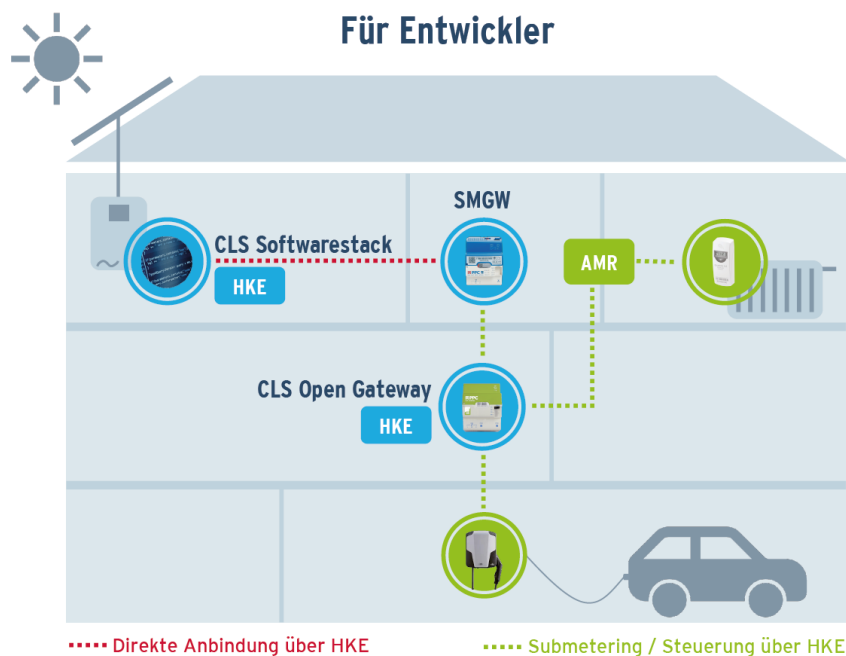 Für Entwickler
SMGW
CLS Softwarestack
HKE
AMR
CLS Open Gateway
HKE
PPC
Direkte Anbindung über HKE
Submetering / Steuerung über HKE